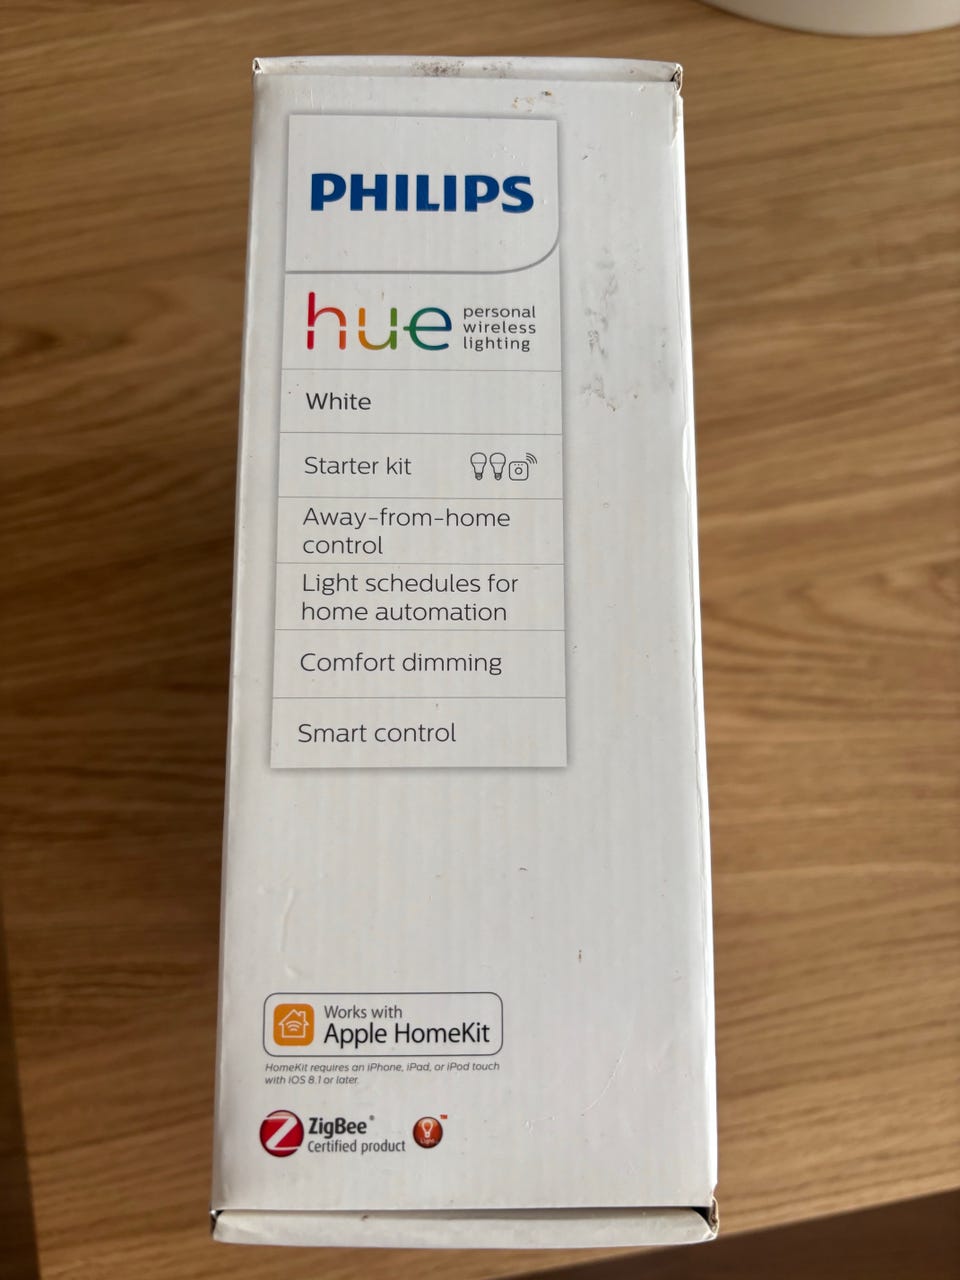 PHILIPS
hue
personal
wireless
lighting
White
Starter kit
Away-from-home
control
Light schedules for
home automation
Comfort dimming
Smart control
Works with
Apple HomeKit
HomeKit requires an iPhone, iPad, or iPod touch
with iOS 8.1 or later.
ZigBee®
Certified product
Light
™